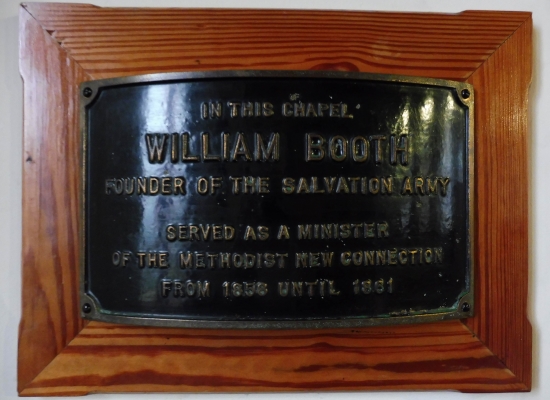 IN THIS CHAPEL
WILLIAM BOOTH
FOUNDER OF THE SALVATION ARMY
SERVED AS A MINISTER
OF THE METHODIST NEW CONNECTION
FROM 1858 UNTIL 1861